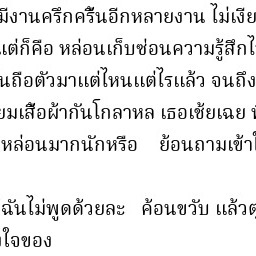 มีงานครึกครื้นอีกหลายงาน ไม่เงีย
แต่ก็คือ หล่อนเก็บซ่อนความรู้สึกไ
นถือตัวมาแต่ไหนแต่ไรแล้ว จนถึง
ยมเสื้อผ้ากันโกลาหล เธอเชัยเฉย ที
หล่อนมากนักหรือ ย้อนถามเข้าใ
ฉันไม่พูดด้วยละ ค้อนขวับ แล้วตุ
งใจของ